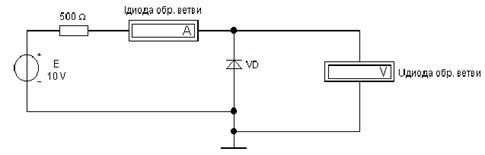 Iдиода обр. ветви
500 Ω
A
E
10 V
VD
V
Uдиода обр. ветви